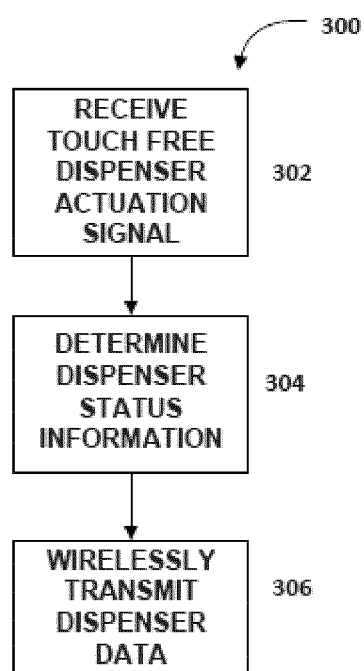 300
RECEIVE
TOUCH FREE
DISPENSER
ACTUATION
SIGNAL
302
DETERMINE
DISPENSER
STATUS
INFORMATION
304
WIRELESSLY
TRANSMIT
DISPENSER
DATA
306